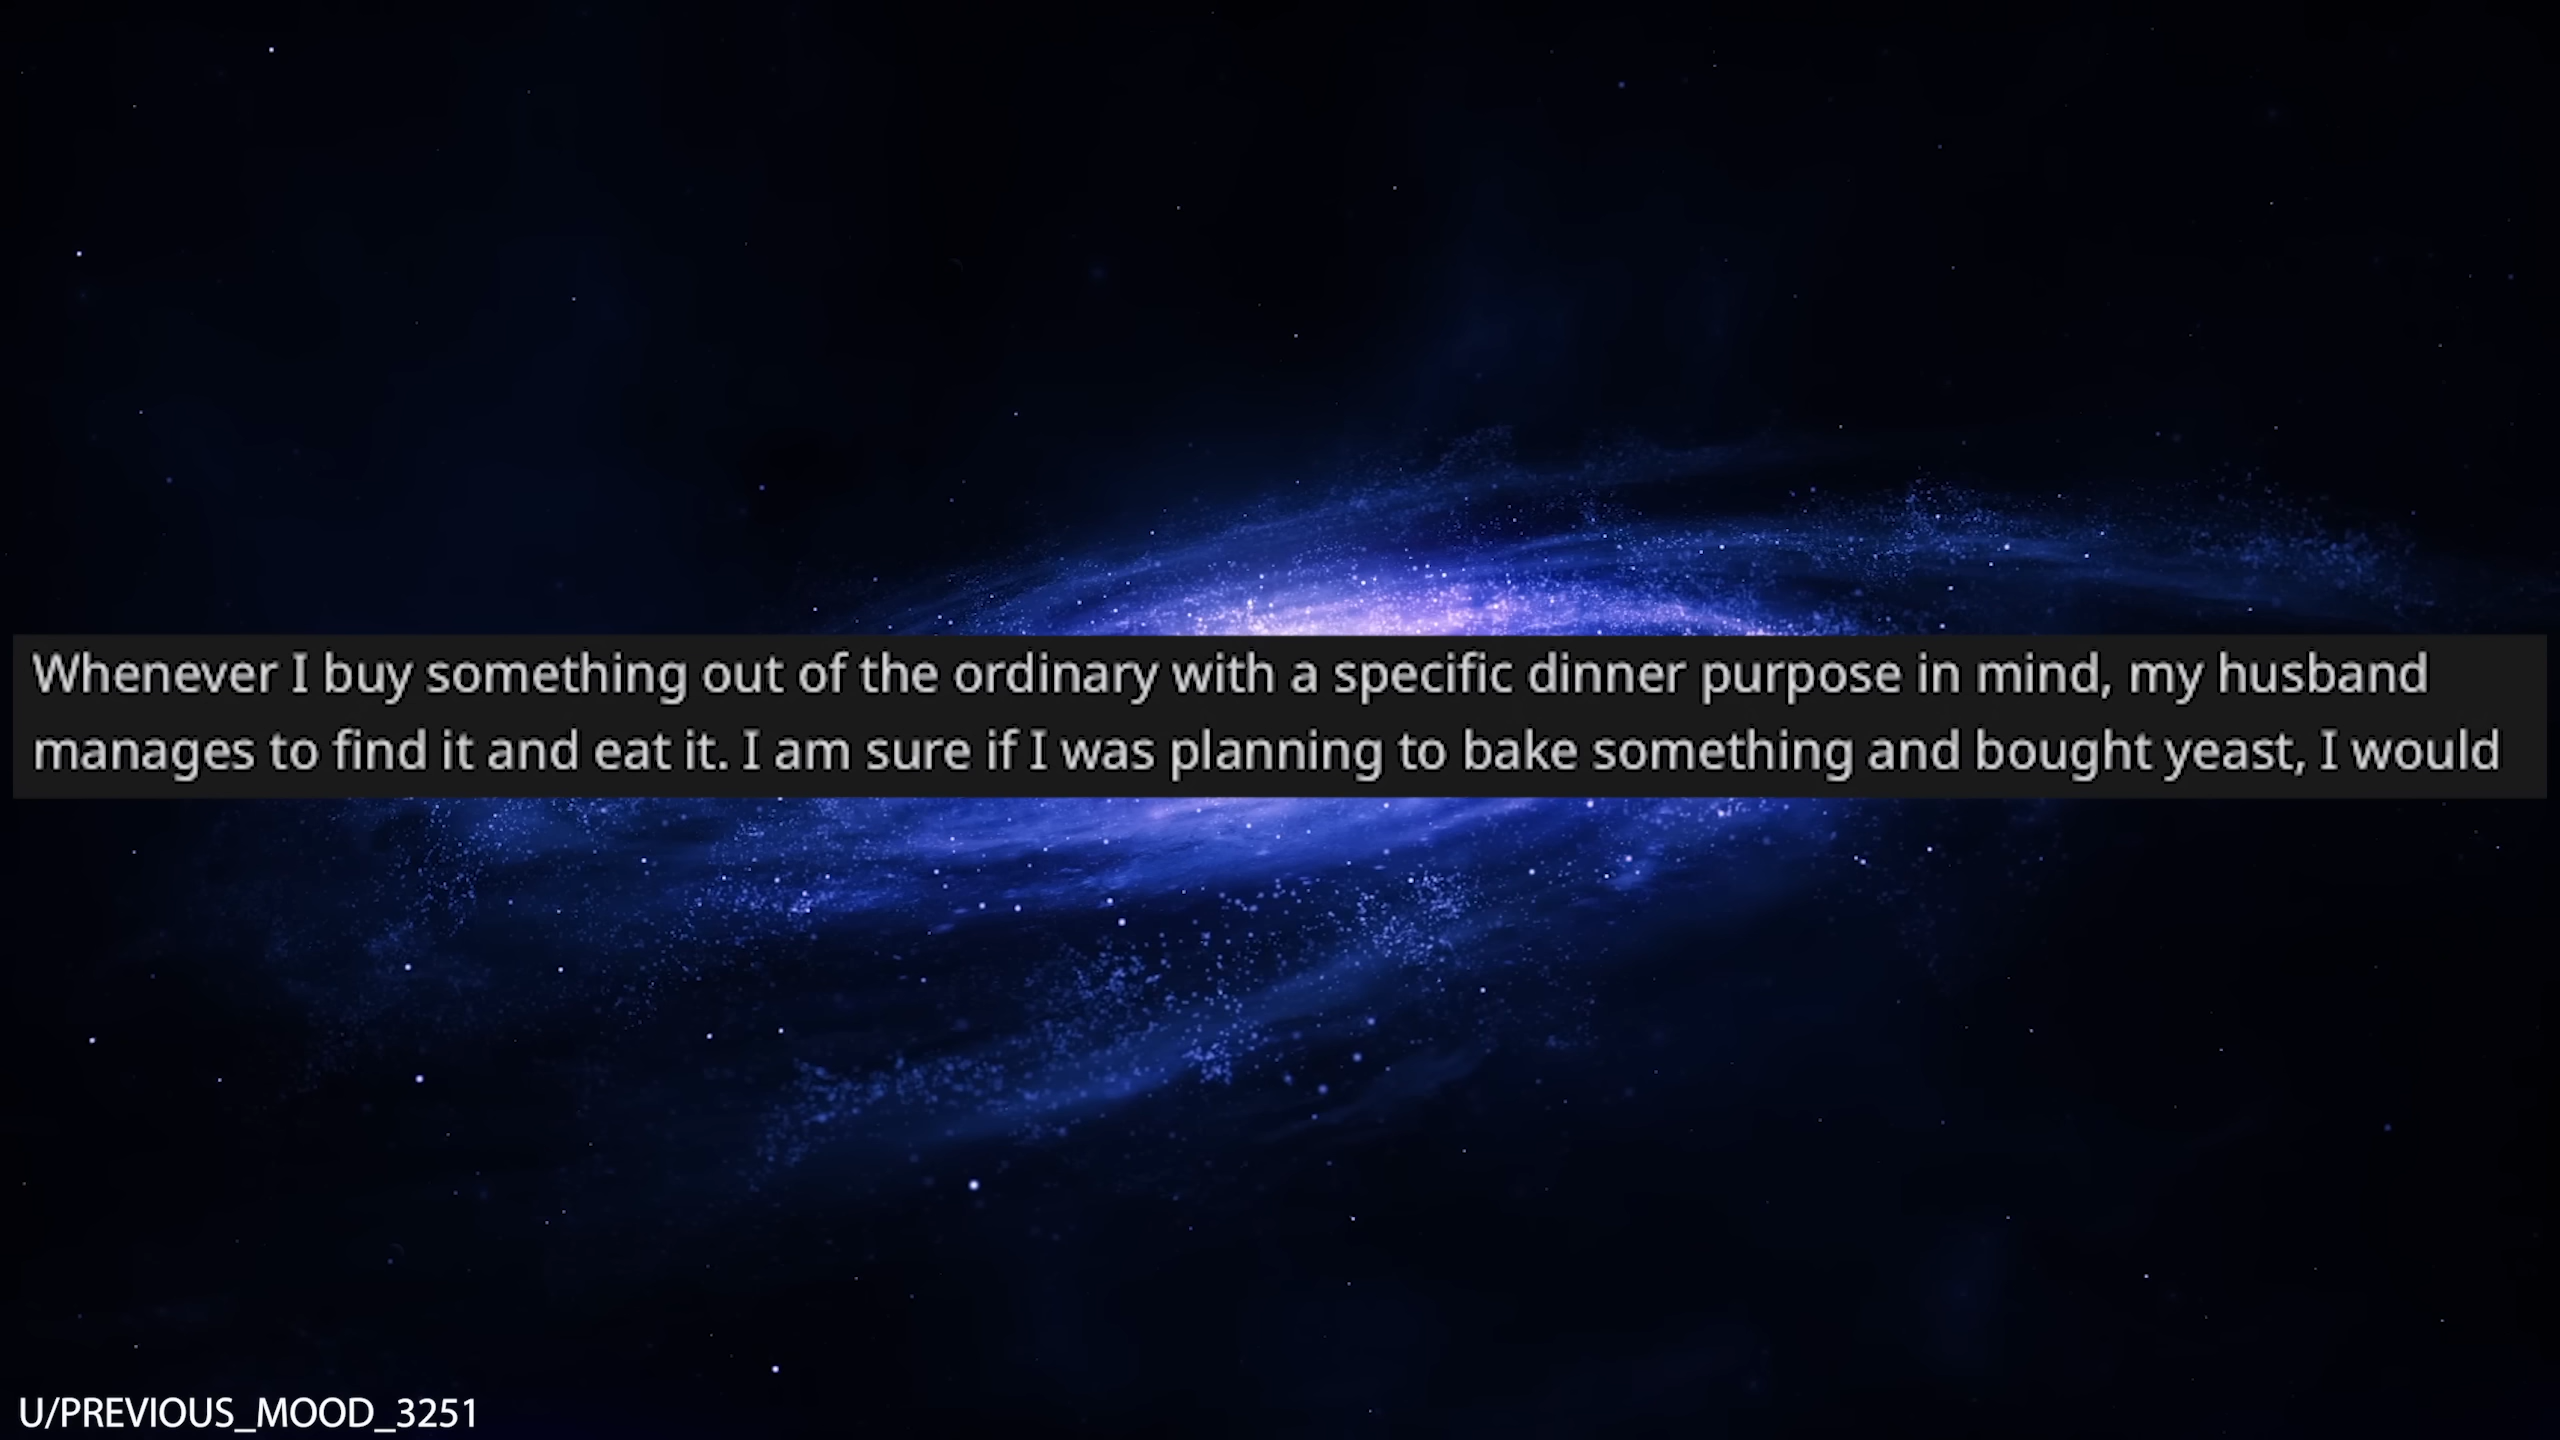 Whenever I buy something out of the ordinary with a specific dinner purpose in mind, my husband
manages to find it and eat it. I am sure if I was planning to bake something and bought yeast, I would
U/PREVIOUS_MOOD_3251